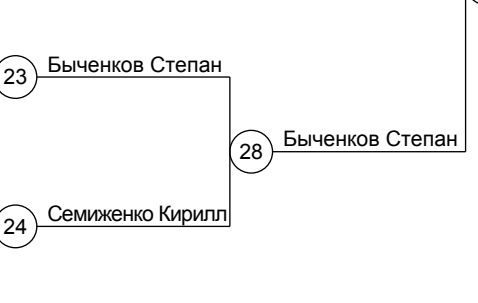 23 Быченков Степан
28 Быченков Степан
24 Семиженко Кирилл